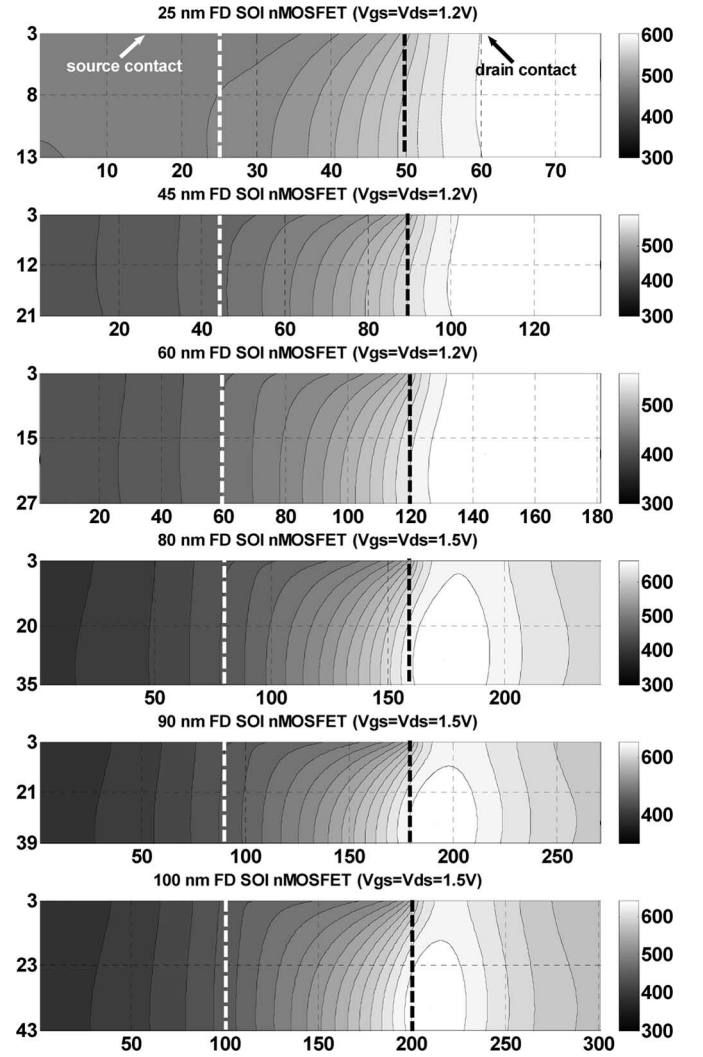 25 nm FD SOI nMOSFET (Vgs=Vds=1.2V)
3
8
13
source contact
drain contact
10 20 30 40 50 60 70
600
500
400
300
45 nm FD SOI nMOSFET (Vgs=Vds=1.2V)
3
12
21
20 40 60 80 100 120
500
400
300
60 nm FD SOI nMOSFET (Vgs=Vds=1.2V)
3
15
27
20 40 60 80 100 120 140 160 180
500
400
300
80 nm FD SOI nMOSFET (Vgs=Vds=1.5V)
3
20
35
50 100 150 200
600
500
400
300
90 nm FD SOI nMOSFET (Vgs=Vds=1.5V)
3
21
39
50 100 150 200 250
600
400
100 nm FD SOI nMOSFET (Vgs=Vds=1.5V)
3
23
43
50 100 150 200 250 300
600
500
400
300